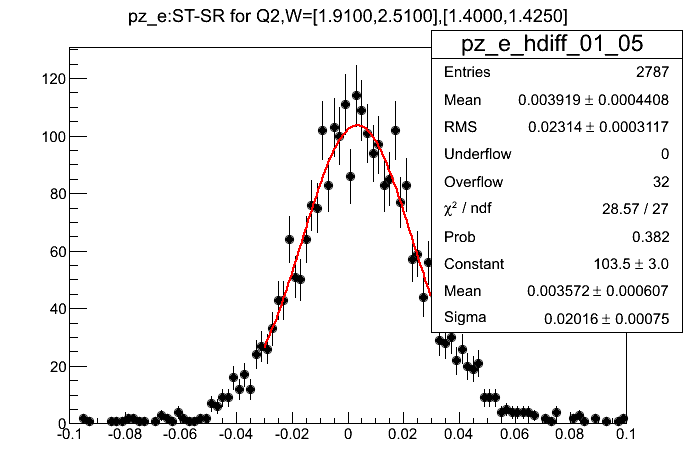 pz_e:ST-SR for Q2,W=[1.9100,2.5100],[1.4000,1.4250]
pz_e_hdiff_01_05
Entries 2787
Mean 0.003919 ± 0.0004408
RMS 0.02314 ± 0.0003117
Underflow 0
Overflow 32
χ² / ndf 28.57 / 27
Prob 0.382
Constant 103.5 ± 3.0
Mean 0.003572 ± 0.000607
Sigma 0.02016 ± 0.00075
120
100
80
60
40
20
0
-0.1 -0.08 -0.06 -0.04 -0.02 0 0.02 0.04 0.06 0.08 0.1